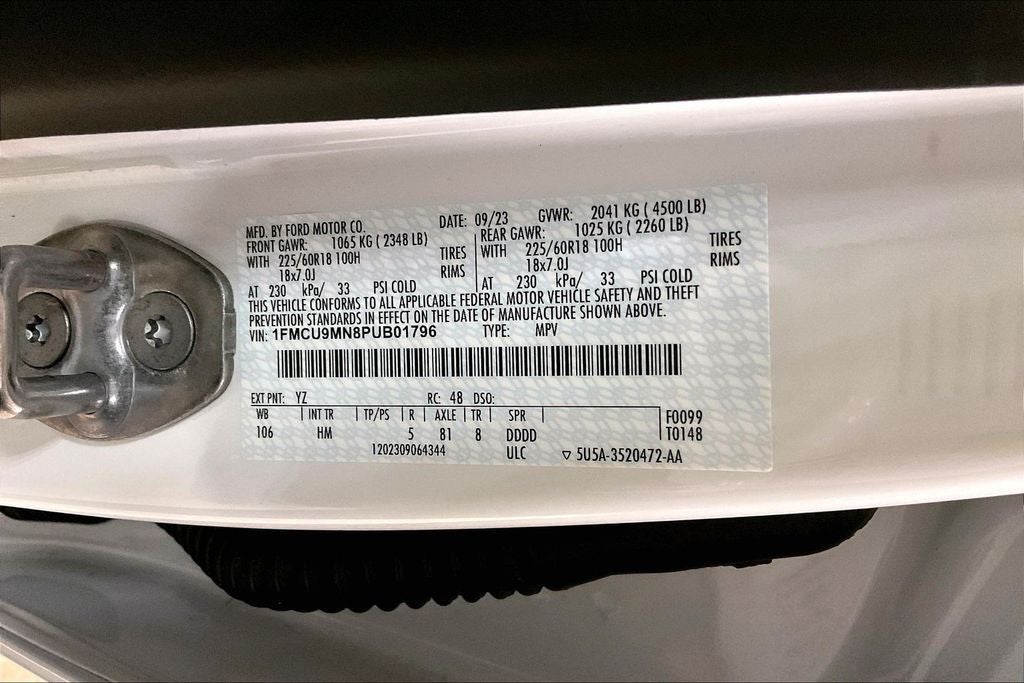 MFD. BY FORD MOTOR CO. DATE: 09/23 GVWR: 2041 KG ( 4500 LB)
FRONT GAWR: 1065 KG ( 2348 LB) REAR GAWR: 1025 KG ( 2260 LB)
WITH 225/60R18 100H TIRES WITH 225/60R18 100H TIRES
18x7.0J RIMS 18x7.0J RIMS
AT 230 kPa/ 33 PSI COLD AT 230 kPa/ 33 PSI COLD
THIS VEHICLE CONFORMS TO ALL APPLICABLE FEDERAL MOTOR VEHICLE SAFETY AND THEFT
PREVENTION STANDARDS IN EFFECT ON THE DATE OF MANUFACTURE SHOWN ABOVE.
VIN: 1FMCU9MN8PUB01796 TYPE: MPV
EXT PNT: YZ RC: 48 DSO:
WB | INT TR | TP/PS | R | AXLE | TR | SPR | F0099
106 HM 5 81 8 DDDD T0148
1202309064344 ULC ▽ 5U5A-3520472-AA